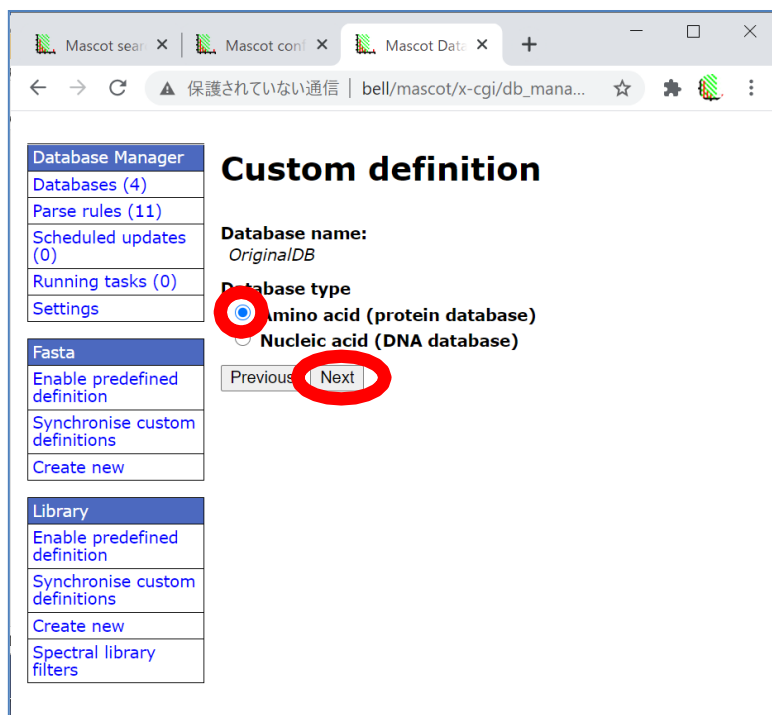 Mascot sear
Mascot conf
Mascot Data
保護されていない通信 | bell/mascot/x-cgi/db_mana...
Database Manager
Databases (4)
Parse rules (11)
Scheduled updates
(0)
Running tasks (0)
Settings
Fasta
Enable predefined
definition
Synchronise custom
definitions
Create new
Library
Enable predefined
definition
Synchronise custom
definitions
Create new
Spectral library
filters
Custom definition
Database name:
OriginalDB
Database type
Amino acid (protein database)
Nucleic acid (DNA database)
Previous
Next